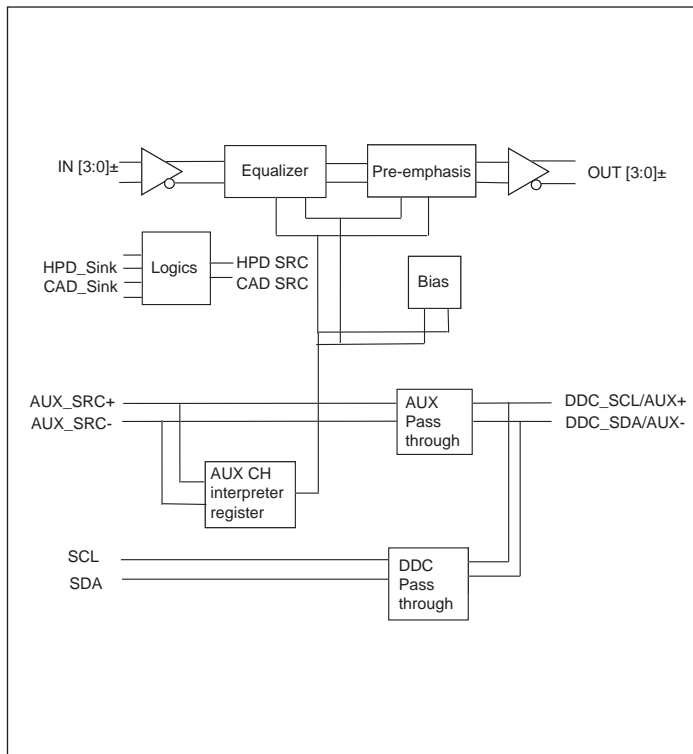 IN [3:0]±
Equalizer
Pre-emphasis
OUT [3:0]±
HPD_Sink
CAD_Sink
Logics
HPD SRC
CAD SRC
Bias
AUX_SRC+
AUX_SRC-
AUX
Pass
through
DDC_SCL/AUX+
DDC_SDA/AUX-
AUX CH
interpreter
register
SCL
SDA
DDC
Pass
through